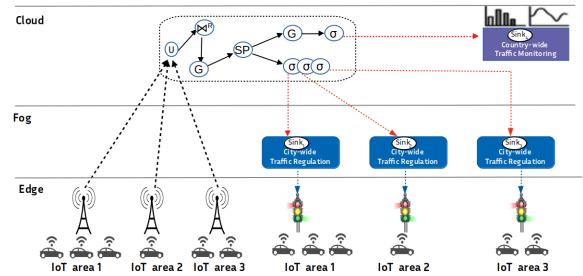 Cloud
U
⋈R
G
SP
G
σ
σ σ σ
Sink
Country-wide
Traffic Monitoring
Fog
Sink
City-wide
Traffic Regulation
Sink
City-wide
Traffic Regulation
Sink
City-wide
Traffic Regulation
Edge
IoT area 1
IoT area 2
IoT area 3
IoT area 1
IoT area 2
IoT area 3